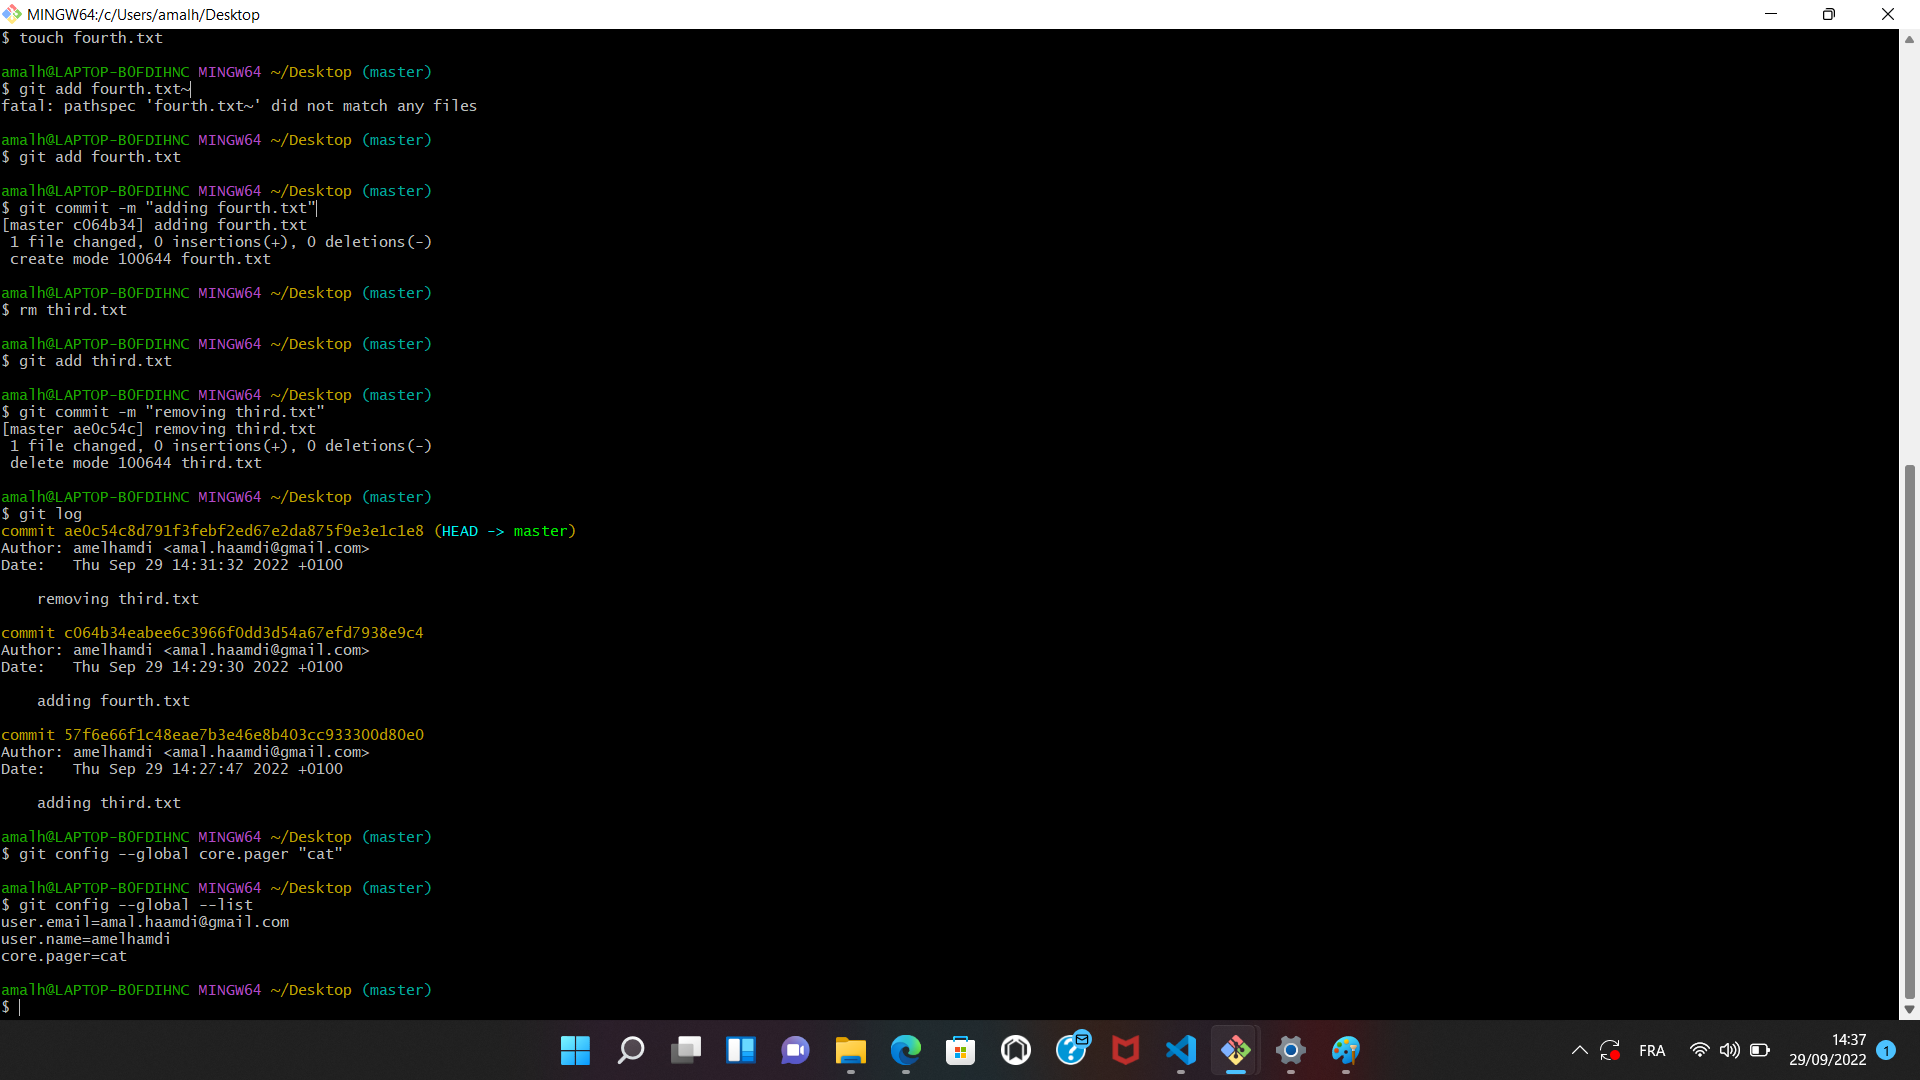 MINGW64:/c/Users/amalh/Desktop
$ touch fourth.txt
amalh@LAPTOP-B0FDIHNC MINGW64 ~/Desktop (master)
$ git add fourth.txt~
fatal: pathspec 'fourth.txt~' did not match any files
amalh@LAPTOP-B0FDIHNC MINGW64 ~/Desktop (master)
$ git add fourth.txt
amalh@LAPTOP-B0FDIHNC MINGW64 ~/Desktop (master)
$ git commit -m "adding fourth.txt"
[master c064b34] adding fourth.txt
 1 file changed, 0 insertions(+), 0 deletions(-)
 create mode 100644 fourth.txt
amalh@LAPTOP-B0FDIHNC MINGW64 ~/Desktop (master)
$ rm third.txt
amalh@LAPTOP-B0FDIHNC MINGW64 ~/Desktop (master)
$ git add third.txt
amalh@LAPTOP-B0FDIHNC MINGW64 ~/Desktop (master)
$ git commit -m "removing third.txt"
[master ae0c54c] removing third.txt
 1 file changed, 0 insertions(+), 0 deletions(-)
 delete mode 100644 third.txt
amalh@LAPTOP-B0FDIHNC MINGW64 ~/Desktop (master)
$ git log
commit ae0c54c8d791f3febf2ed67e2da875f9e3e1c1e8 (HEAD -> master)
Author: amelhamdi <amal.haamdi@gmail.com>
Date:   Thu Sep 29 14:31:32 2022 +0100
    removing third.txt
commit c064b34eabee6c3966f0dd3d54a67efd7938e9c4
Author: amelhamdi <amal.haamdi@gmail.com>
Date:   Thu Sep 29 14:29:30 2022 +0100
    adding fourth.txt
commit 57f6e66f1c48eae7b3e46e8b403cc933300d80e0
Author: amelhamdi <amal.haamdi@gmail.com>
Date:   Thu Sep 29 14:27:47 2022 +0100
    adding third.txt
amalh@LAPTOP-B0FDIHNC MINGW64 ~/Desktop (master)
$ git config --global core.pager "cat"
amalh@LAPTOP-B0FDIHNC MINGW64 ~/Desktop (master)
$ git config --global --list
user.email=amal.haamdi@gmail.com
user.name=amelhamdi
core.pager=cat
amalh@LAPTOP-B0FDIHNC MINGW64 ~/Desktop (master)
$
FRA
14:37
29/09/2022
1